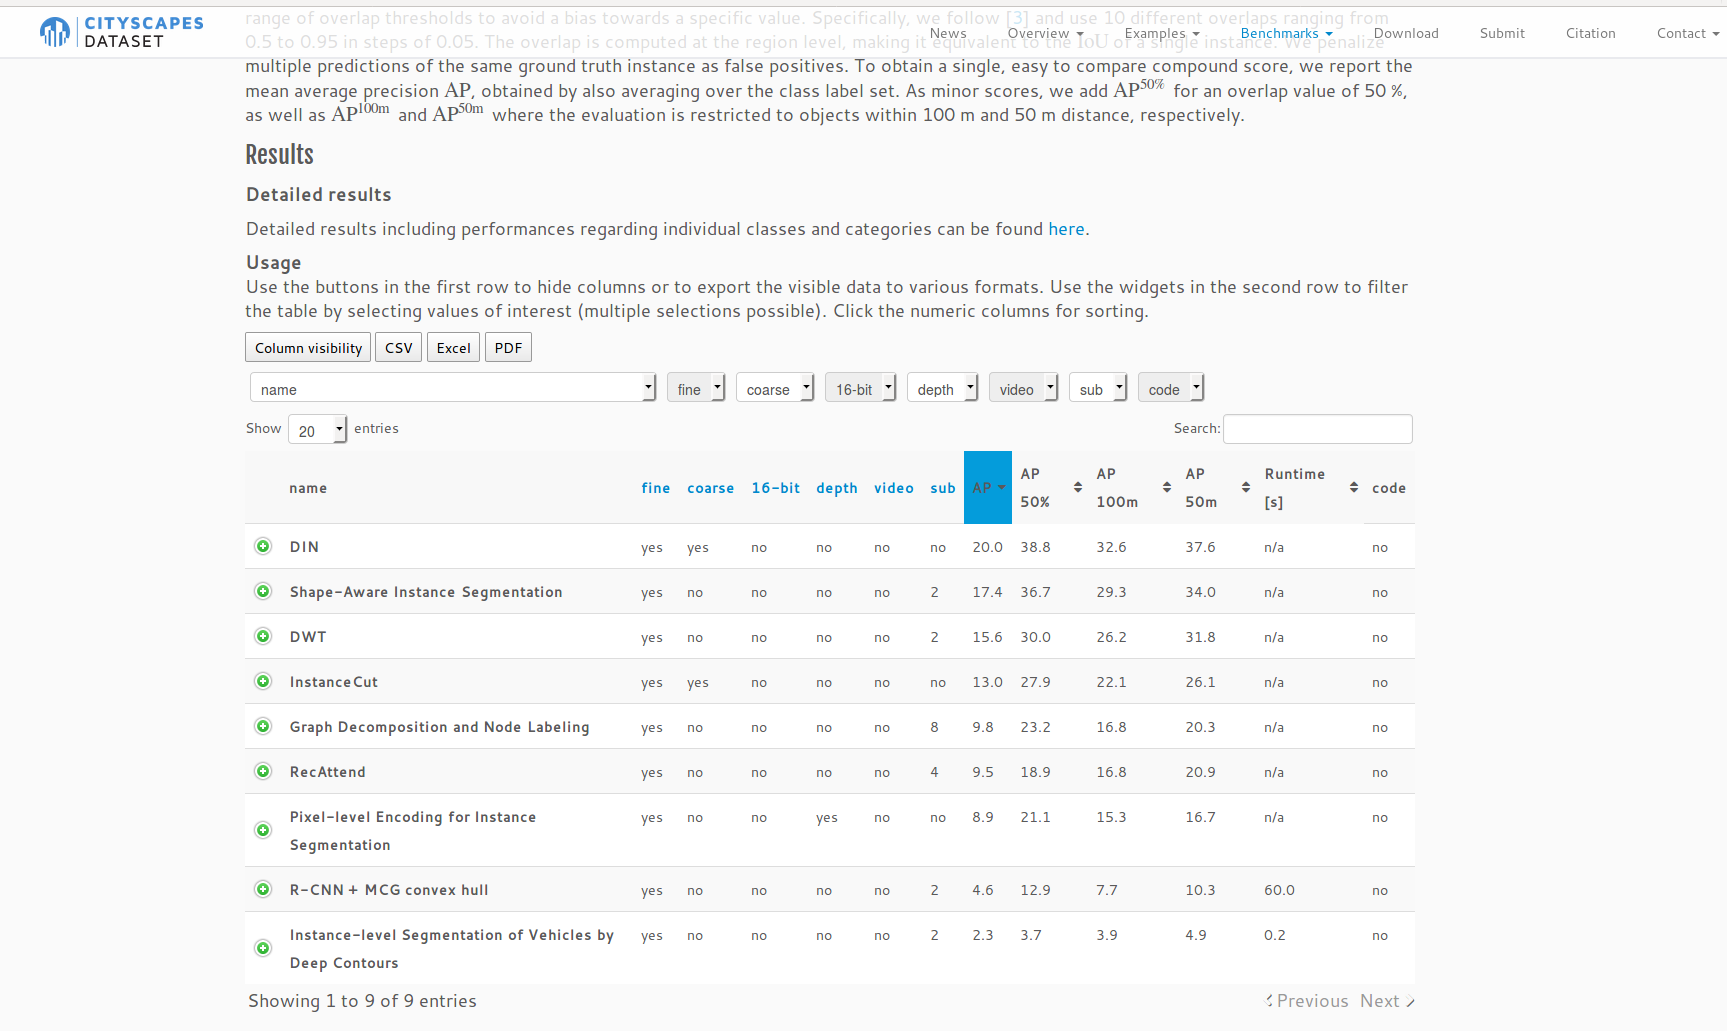 range of overlap thresholds to avoid a bias towards a specific value. Specifically, we follow [3] and use 10 different overlaps ranging from
CITYSCAPES
DATASET
News Overview Examples Benchmarks Download Submit Citation Contact
0.5 to 0.95 in steps of 0.05. The overlap is computed at the region level, making it equivalent to the IoU of a single instance. We penalize
multiple predictions of the same ground truth instance as false positives. To obtain a single, easy to compare compound score, we report the
mean average precision AP, obtained by also averaging over the class label set. As minor scores, we add AP50% for an overlap value of 50 %,
as well as AP100m and AP50m where the evaluation is restricted to objects within 100 m and 50 m distance, respectively.
Results
Detailed results
Detailed results including performances regarding individual classes and categories can be found here.
Usage
Use the buttons in the first row to hide columns or to export the visible data to various formats. Use the widgets in the second row to filter
the table by selecting values of interest (multiple selections possible). Click the numeric columns for sorting.
Column visibility CSV Excel PDF
name fine coarse 16-bit depth video sub code
Show 20 entries Search:
name fine coarse 16-bit depth video sub AP AP 50% AP 100m AP 50m Runtime [s] code
DIN yes yes no no no no 20.0 38.8 32.6 37.6 n/a no
Shape-Aware Instance Segmentation yes no no no no 2 17.4 36.7 29.3 34.0 n/a no
DWT yes no no no no 2 15.6 30.0 26.2 31.8 n/a no
InstanceCut yes yes no no no no 13.0 27.9 22.1 26.1 n/a no
Graph Decomposition and Node Labeling yes no no no no 8 9.8 23.2 16.8 20.3 n/a no
RecAttend yes no no no no 4 9.5 18.9 16.8 20.9 n/a no
Pixel-level Encoding for Instance yes no no yes no no 8.9 21.1 15.3 16.7 n/a no
Segmentation
R-CNN + MCG convex hull yes no no no no 2 4.6 12.9 7.7 10.3 60.0 no
Instance-level Segmentation of Vehicles by yes no no no no 2 2.3 3.7 3.9 4.9 0.2 no
Deep Contours
Showing 1 to 9 of 9 entries Previous Next